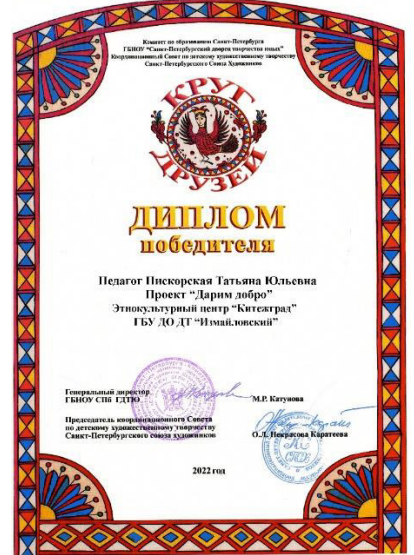 Комитет по образованию Санкт-Петербурга
ГБНОУ "Санкт-Петербургский дворец творчества юных"
Координационный Совет по детскому художественному творчеству
Санкт-Петербургского Союза Художников
КРУГ
ДРУЗЕЙ
ДИПЛОМ
победителя
Педагог Пискорская Татьяна Юльевна
Проект "Дарим добро"
Этнокультурный центр "Китежград"
ГБУ ДО ДТ "Измайловский"
Генеральный директор
ГБНОУ СПб ГДТЮ
М.Р. Катунова
Председатель координационного Совета
по детскому художественному творчеству
Санкт-Петербургского союза художников
О.Л. Некрасова Каратеева
2022 год